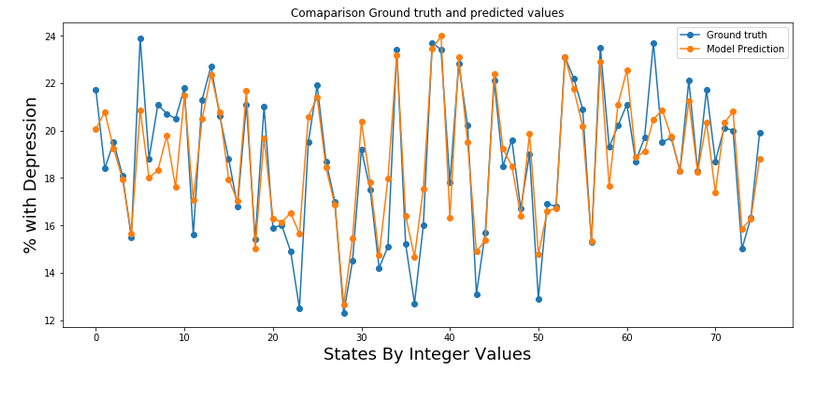 Comaparison Ground truth and predicted values
Ground truth
Model Prediction
% with Depression
24
22
20
18
16
14
12
0 10 20 30 40 50 60 70
States By Integer Values